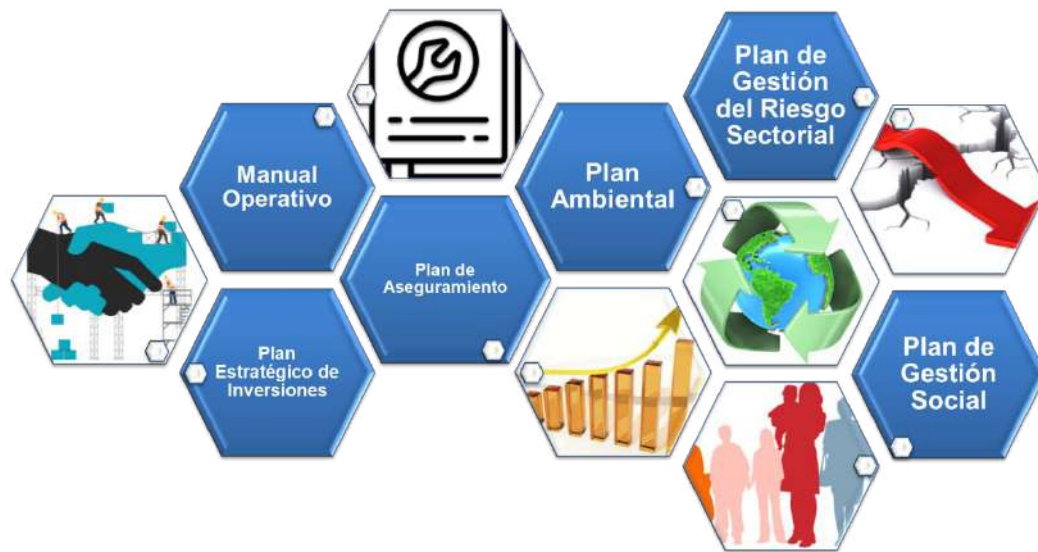 Manual
Operativo
Plan
Estratégico de
Inversiones
Plan de
Aseguramiento
Plan
Ambiental
Plan de
Gestión
del Riesgo
Sectorial
Plan de
Gestión
Social